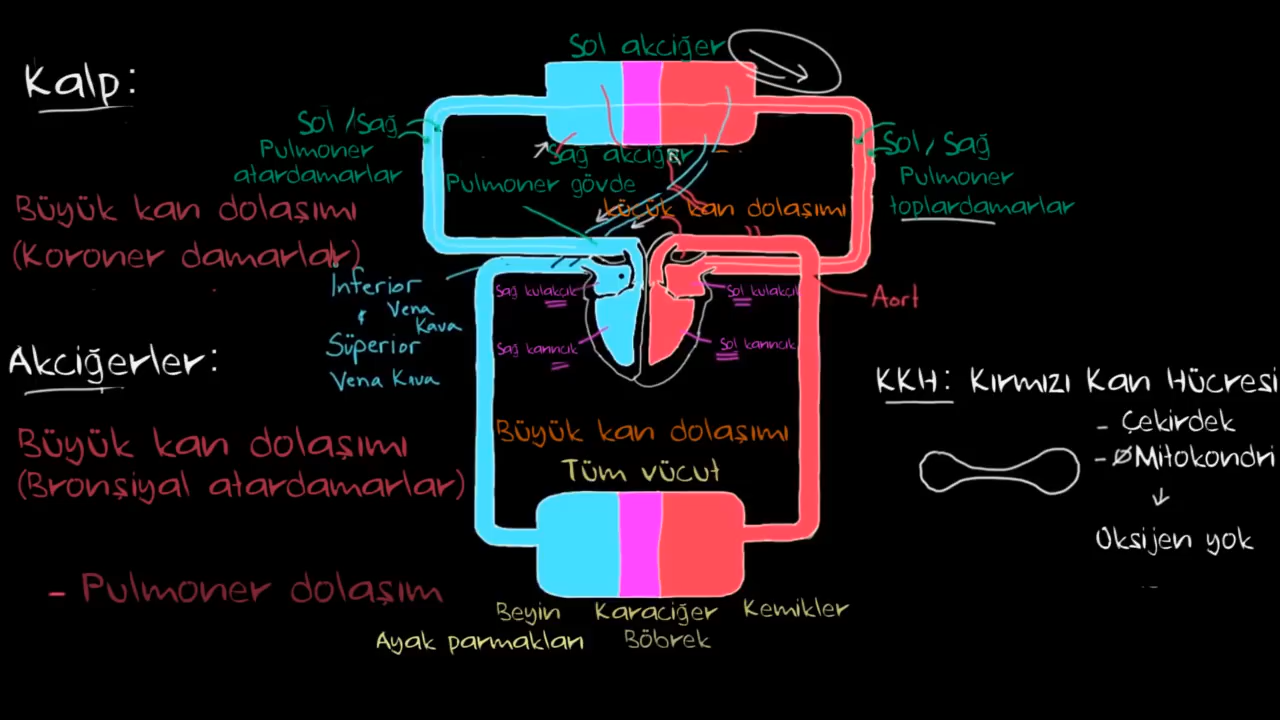 Kalp:
Büyük kan dolaşımı
(Koroner damarlar)
Akciğerler:
Büyük kan dolaşımı
(Bronşiyal atardamarlar)
- Pulmoner dolaşım
Sol akciğer
Sol / Sağ
Pulmoner
atardamarlar
Sağ akciğer
Pulmoner gövde
küçük kan dolaşımı
Sol, Sağ
Pulmoner
toplardamarlar
İnferior
Vena
Kava
Süperior
Vena Kava
Sağ kulakçık
Sol kulakçık
Sağ karıncık
Sol karıncık
Aort
Büyük kan dolaşımı
Tüm vücut
Beyin Karaciğer Kemikler
Ayak parmakları Böbrek
KKH: Kırmızı Kan Hücresi
- Çekirdek
- Ø Mitokondri
Oksijen yok